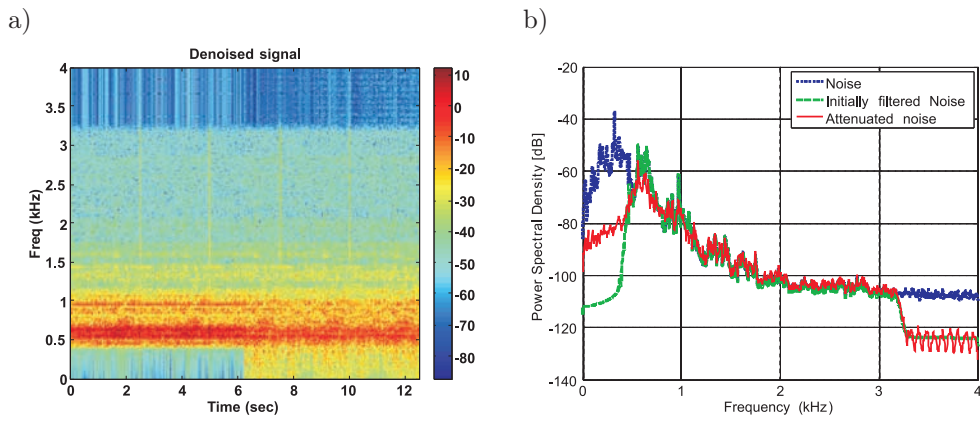 a)
Denoised signal
4
3.5
3
2.5
2
1.5
1
0.5
0
Freq (kHz)
0 2 4 6 8 10 12
Time (sec)
10
0
-10
-20
-30
-40
-50
-60
-70
-80
b)
-20
-40
-60
-80
-100
-120
-140
Power Spectral Density [dB]
Noise
Initially filtered Noise
Attenuated noise
0 1 2 3 4
Frequency (kHz)